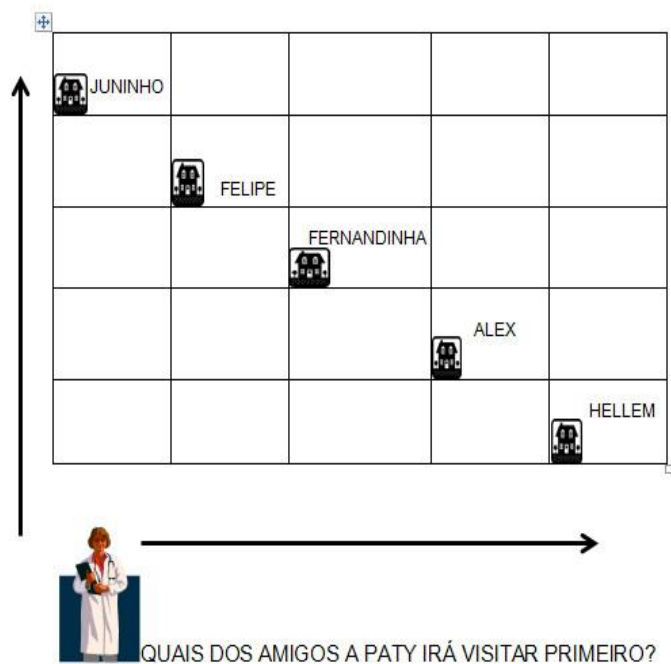 JUNINHO
FELIPE
FERNANDINHA
ALEX
HELLEM
QUAIS DOS AMIGOS A PATY IRÁ VISITAR PRIMEIRO?